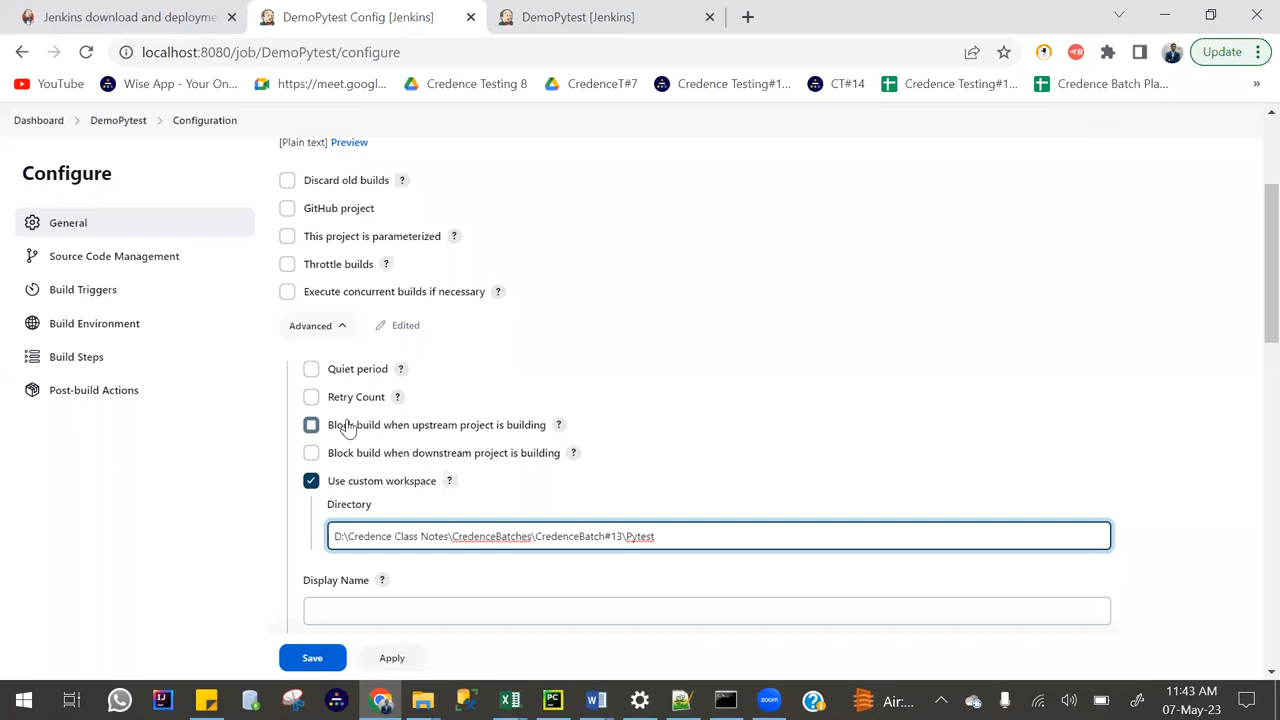 Jenkins download and deployme
DemoPytest Config [Jenkins]
DemoPytest [Jenkins]
localhost:8080/job/DemoPytest/configure
Update
YouTube
Wise App - Your On...
https://meet.googl...
Credence Testing 8
CredenceT#7
Credence Testing#1...
CT#14
Credence Testing#1...
Credence Batch Pla...
»
Dashboard > DemoPytest > Configuration
[Plain text] Preview
Configure
General
Source Code Management
Build Triggers
Build Environment
Build Steps
Post-build Actions
Discard old builds ?
GitHub project
This project is parameterized ?
Throttle builds ?
Execute concurrent builds if necessary ?
Advanced
Edited
Quiet period ?
Retry Count ?
Block build when upstream project is building ?
Block build when downstream project is building ?
Use custom workspace ?
Directory
D:\Credence Class Notes\CredenceBatches\CredenceBatch#13\Pytest
Display Name ?
Save
Apply
zoom
Air...
11:43 AM
07-May-23